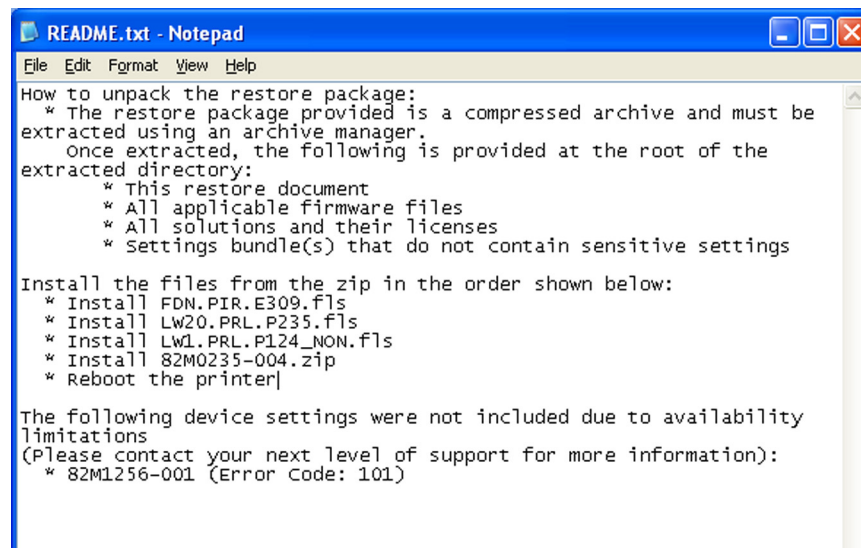 README.txt - Notepad
File Edit Format View Help
How to unpack the restore package:
* The restore package provided is a compressed archive and must be
extracted using an archive manager.
Once extracted, the following is provided at the root of the
extracted directory:
* This restore document
* All applicable firmware files
* All solutions and their licenses
* Settings bundle(s) that do not contain sensitive settings
Install the files from the zip in the order shown below:
* Install FDN.PIR.E309.fls
* Install LW20.PRL.P235.fls
* Install LW1.PRL.P124_NON.fls
* Install 82M0235-004.zip
* Reboot the printer
The following device settings were not included due to availability
limitations
(Please contact your next level of support for more information):
* 82M1256-001 (Error Code: 101)